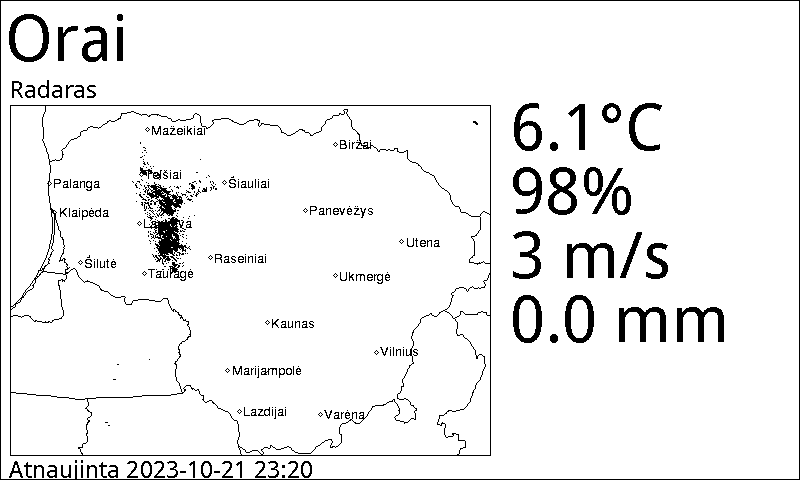 Orai
Radaras
Mažeikiai
Biržai
Telšiai
Palanga
Šiauliai
Klaipėda
Panevėžys
Utena
Šilutė
Raseiniai
Tauragė
Ukmergė
Kaunas
Vilnius
Marijampolė
Lazdijai
Varėna
6.1°C
98%
3 m/s
0.0 mm
Atnaujinta 2023-10-21 23:20